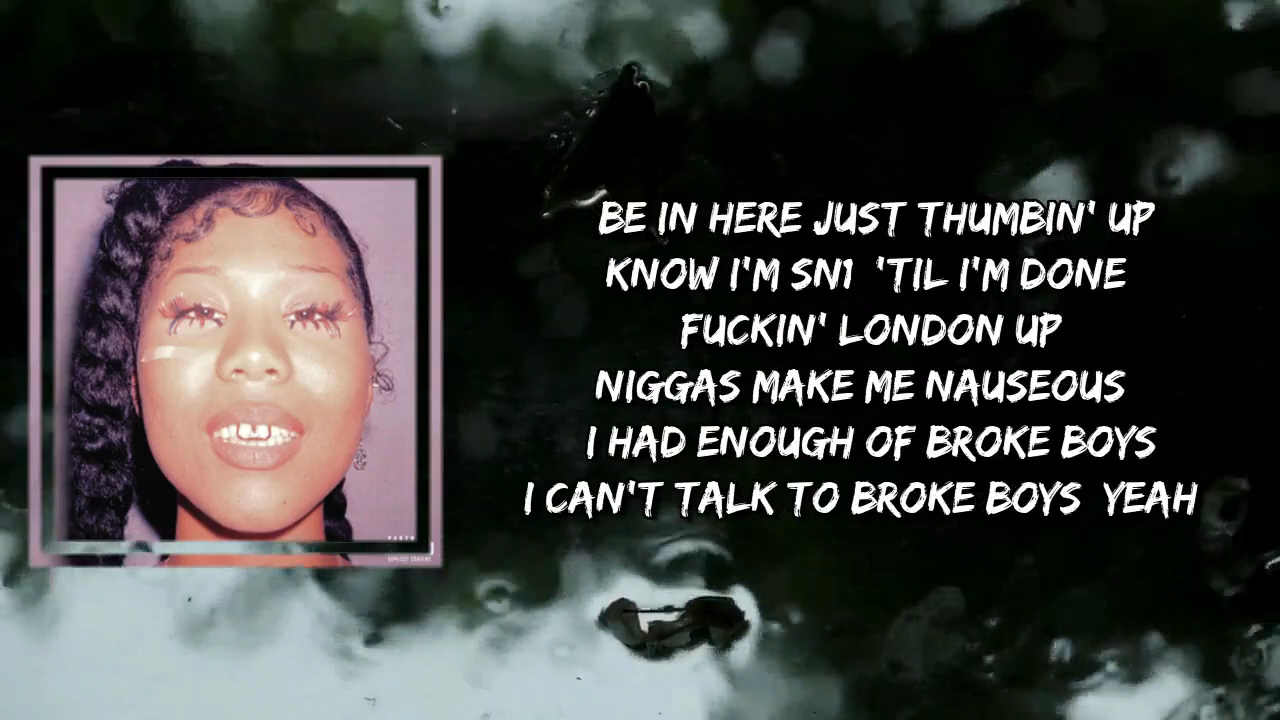 BE IN HERE JUST THUMBIN' UP
KNOW I'M SN1 'TIL I'M DONE
FUCKIN' LONDON UP
NIGGAS MAKE ME NAUSEOUS
I HAD ENOUGH OF BROKE BOYS
I CAN'T TALK TO BROKE BOYS YEAH